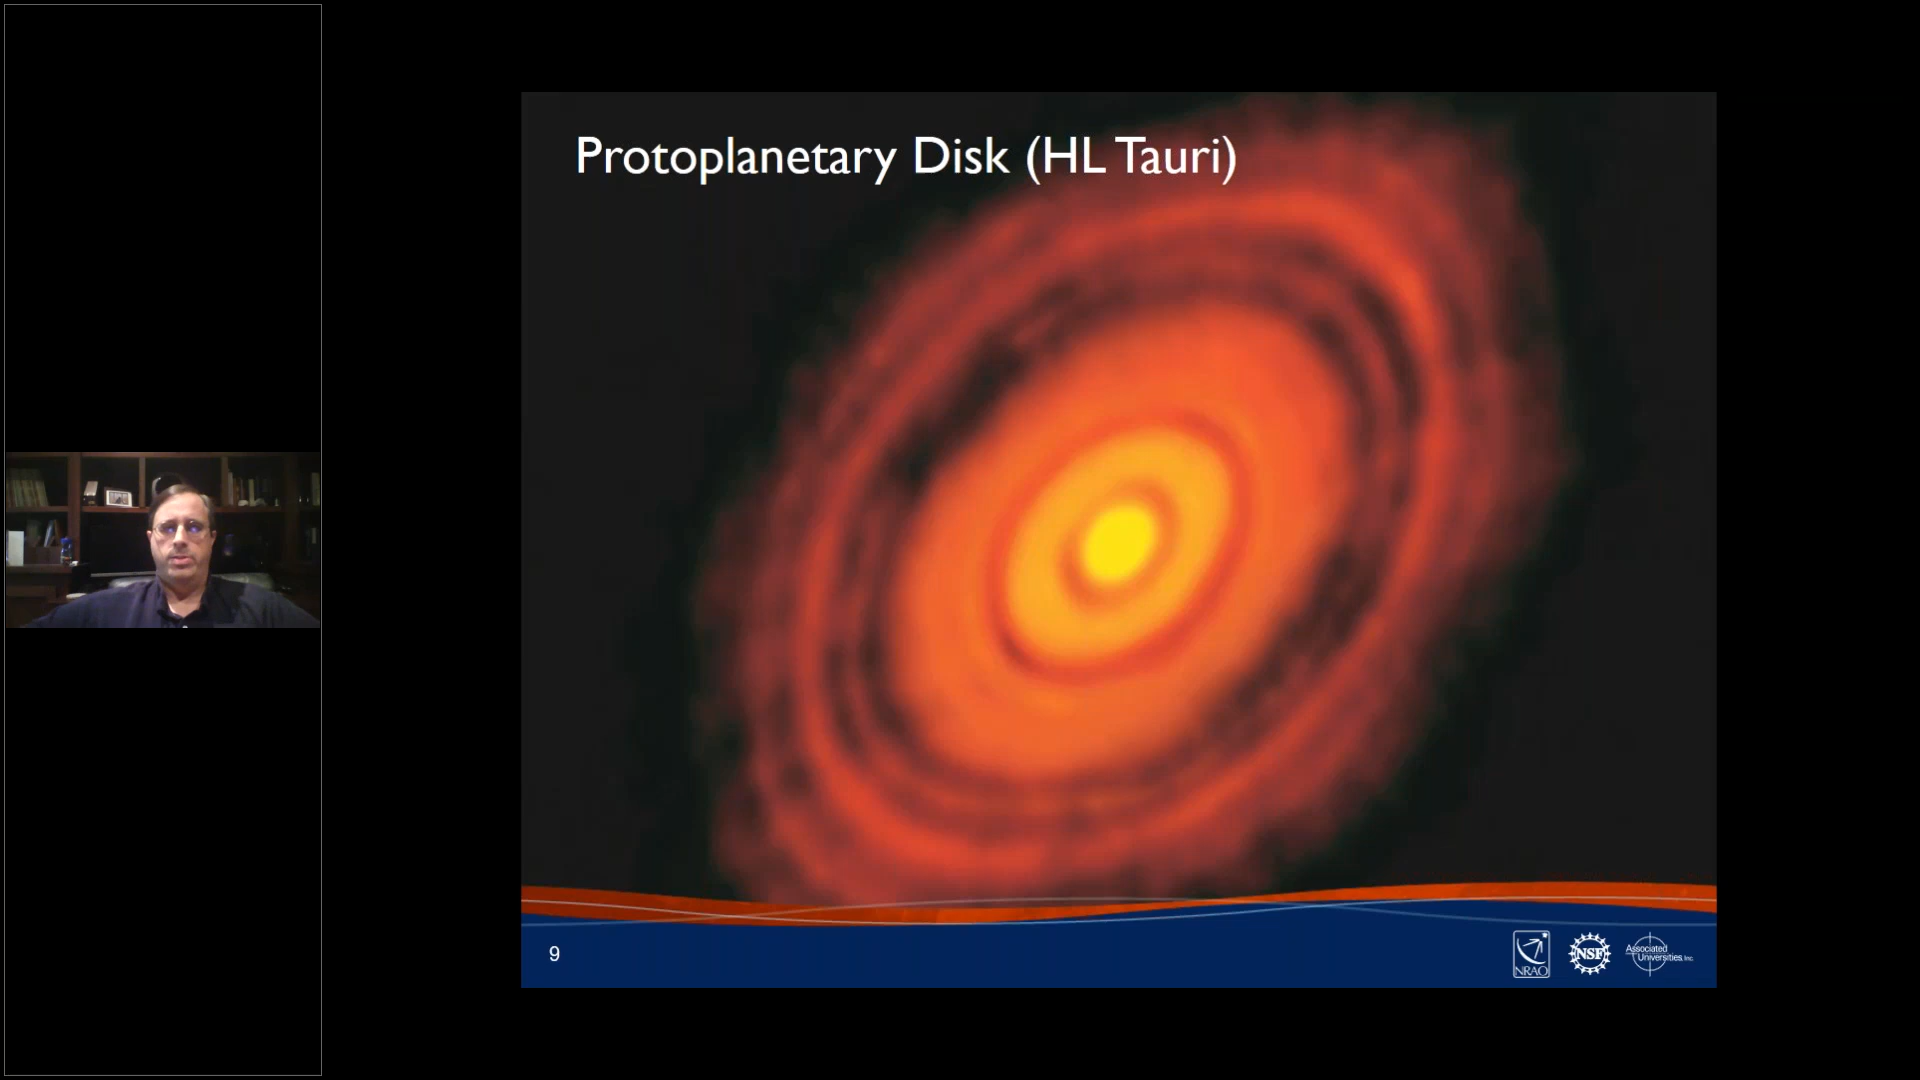 Protoplanetary Disk (HL Tauri)
9
NRAO
NSF
Associated
Universities, Inc.